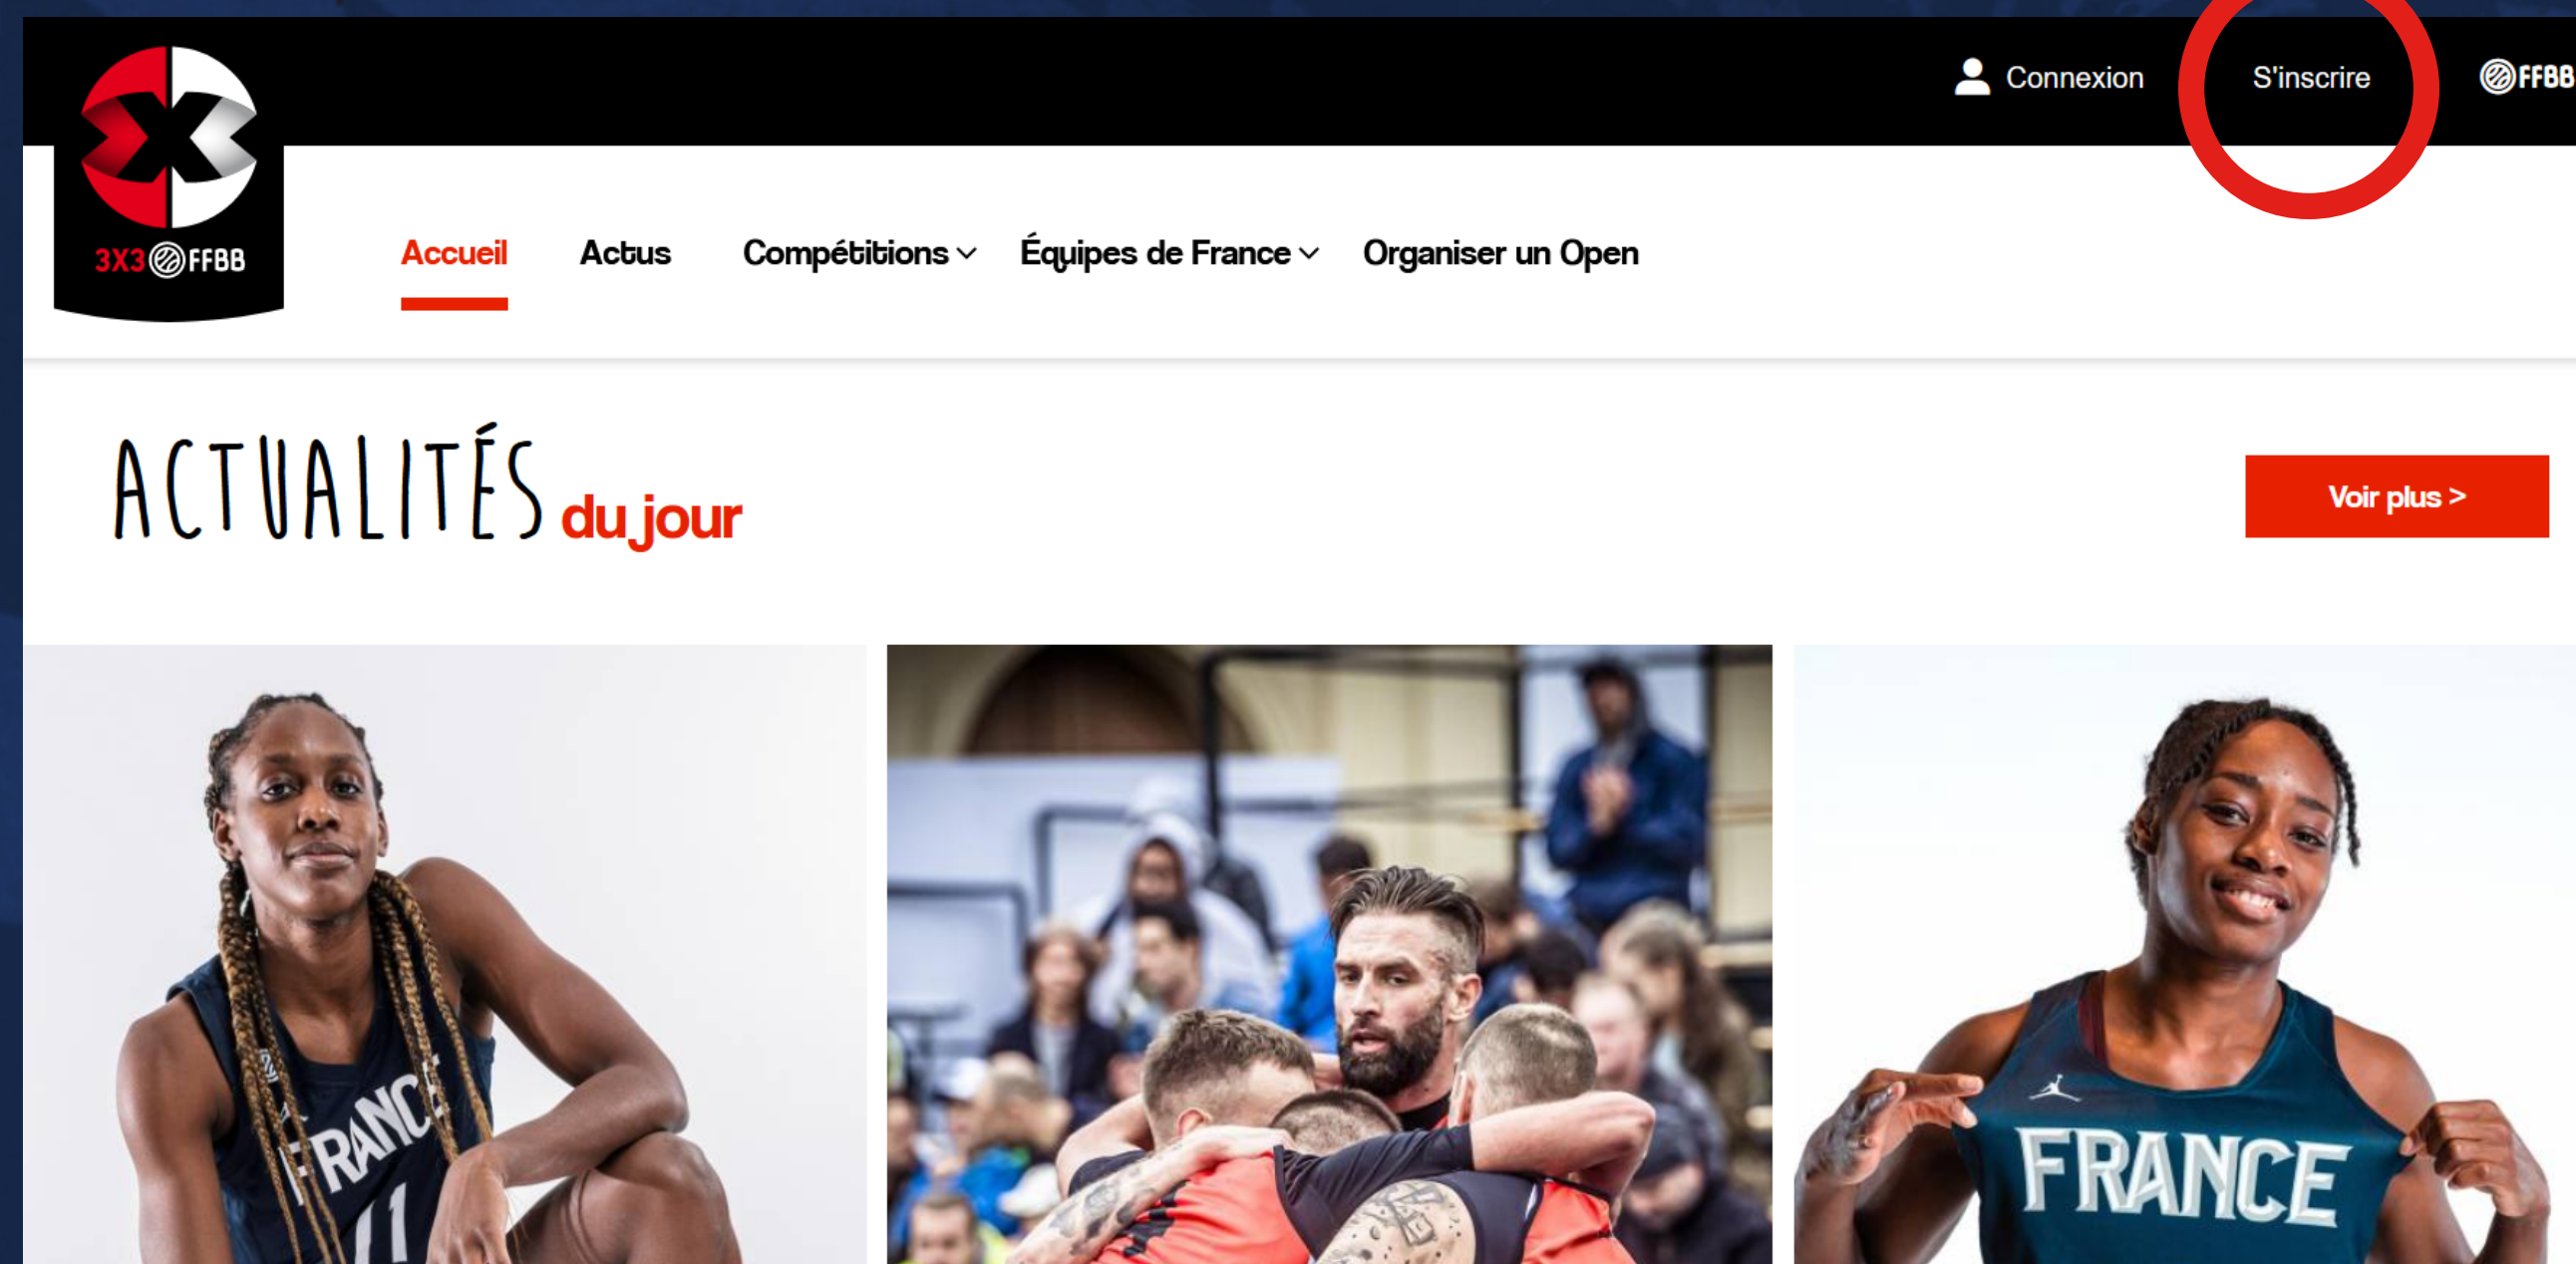 Connexion S'inscrire FFBB
3X3 FFBB
Accueil Actus Compétitions Équipes de France Organiser un Open
ACTUALITÉS du jour
Voir plus >
FRANCE
11
FRANCE